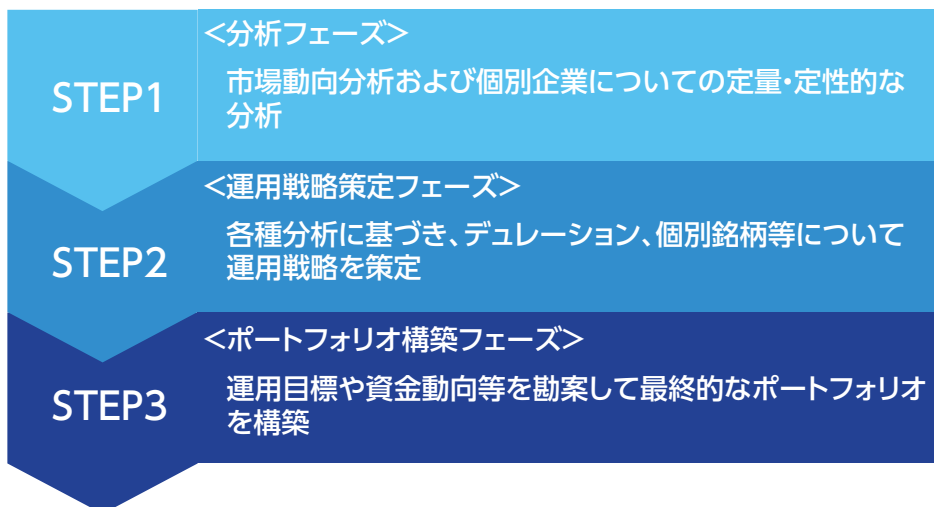 STEP1
<分析フェーズ>
市場動向分析および個別企業についての定量・定性的な
分析
STEP2
<運用戦略策定フェーズ>
各種分析に基づき、デュレーション、個別銘柄等について
運用戦略を策定
STEP3
<ポートフォリオ構築フェーズ>
運用目標や資金動向等を勘案して最終的なポートフォリオ
を構築